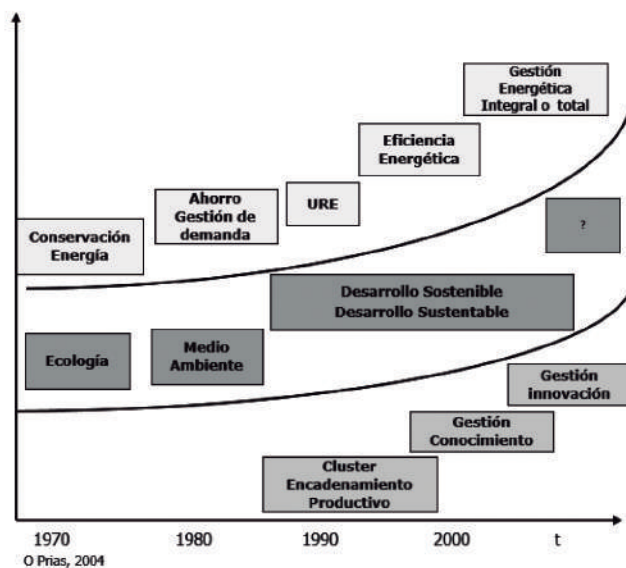 Gestión
Energética
Integral o total
Eficiencia
Energética
Ahorro
Gestión de
demanda
URE
Conservación
Energía
?
Desarrollo Sostenible
Desarrollo Sustentable
Ecología
Medio
Ambiente
Gestión
innovación
Gestión
Conocimiento
Cluster
Encadenamiento
Productivo
1970 1980 1990 2000 t
O Prias, 2004